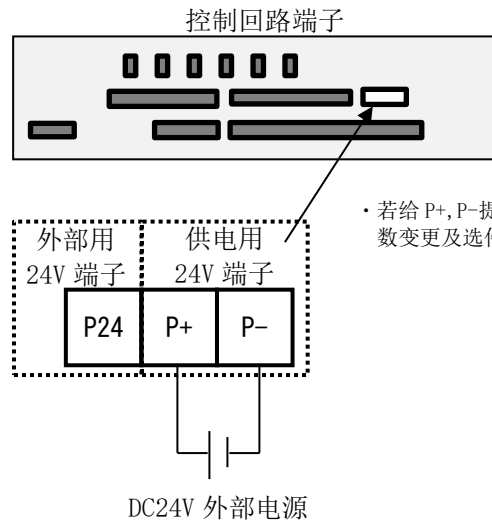 控制回路端子
・若给 P+,P-提
数变更及选
外部用
24V 端子
供电用
24V 端子
P24
P+
P-
DC24V 外部电源